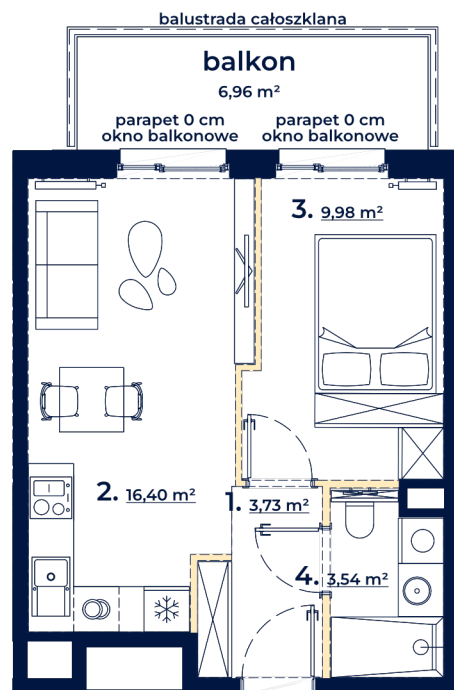 balustrada całoszklana
balkon
6,96 m²
parapet 0 cm
okno balkonowe
parapet 0 cm
okno balkonowe
3. 9,98 m²
2. 16,40 m²
1. 3,73 m²
4. 3,54 m²